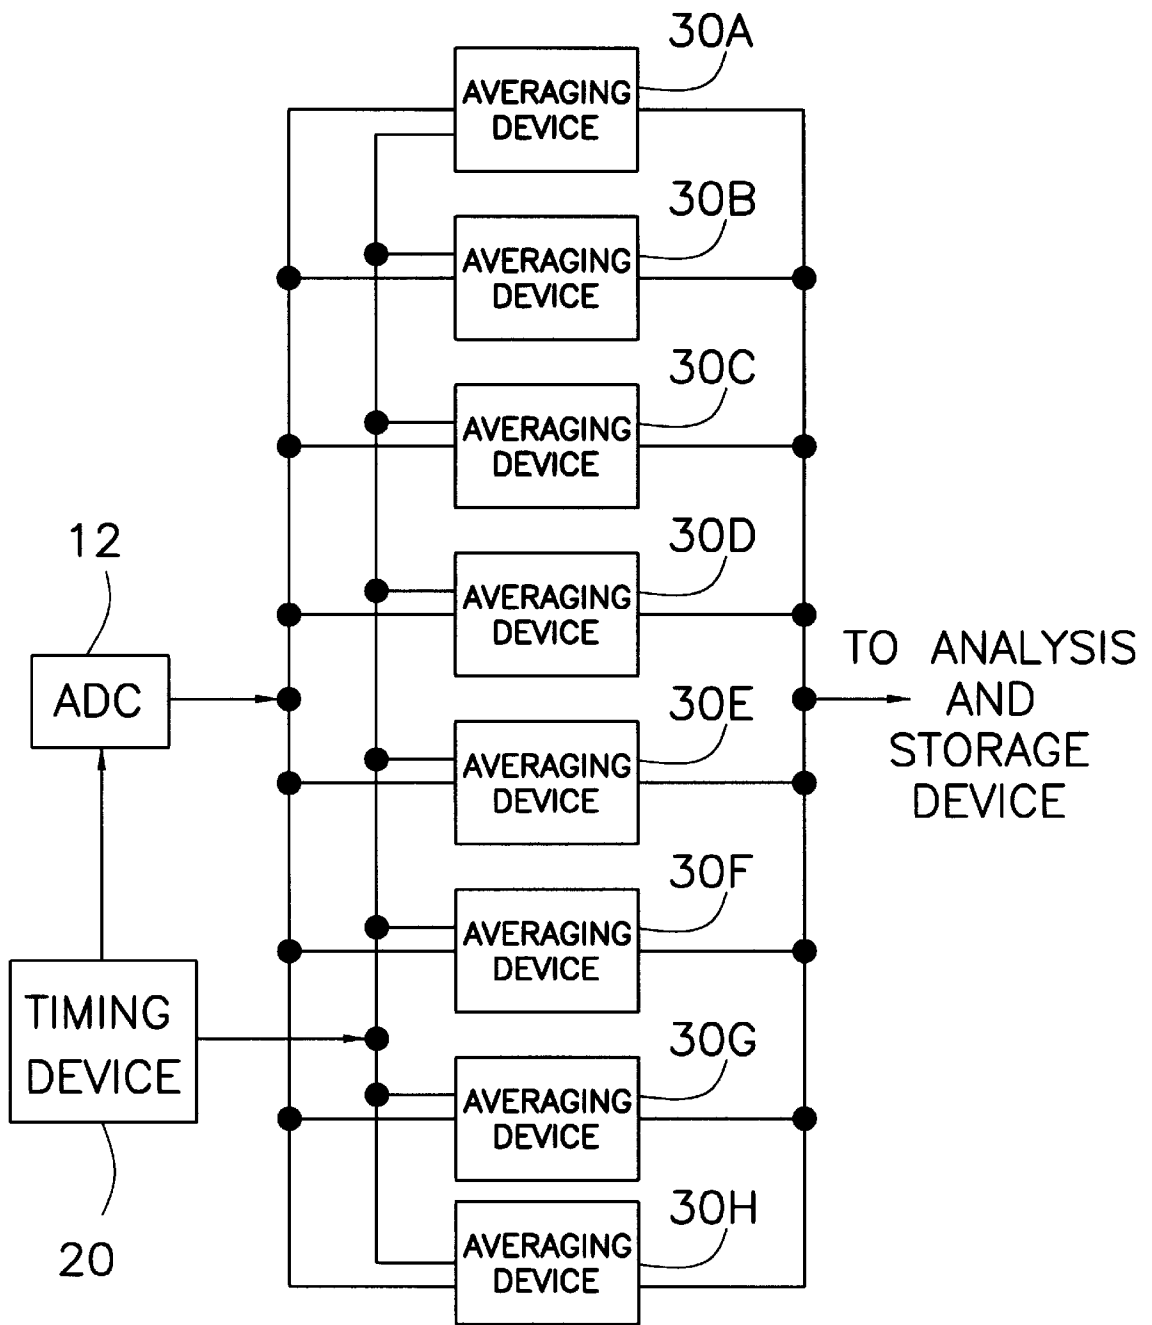 30A
AVERAGING
DEVICE
30B
AVERAGING
DEVICE
30C
AVERAGING
DEVICE
12
30D
AVERAGING
DEVICE
ADC
TO ANALYSIS
AND
STORAGE
DEVICE
30E
AVERAGING
DEVICE
30F
AVERAGING
DEVICE
TIMING
DEVICE
30G
AVERAGING
DEVICE
20
30H
AVERAGING
DEVICE